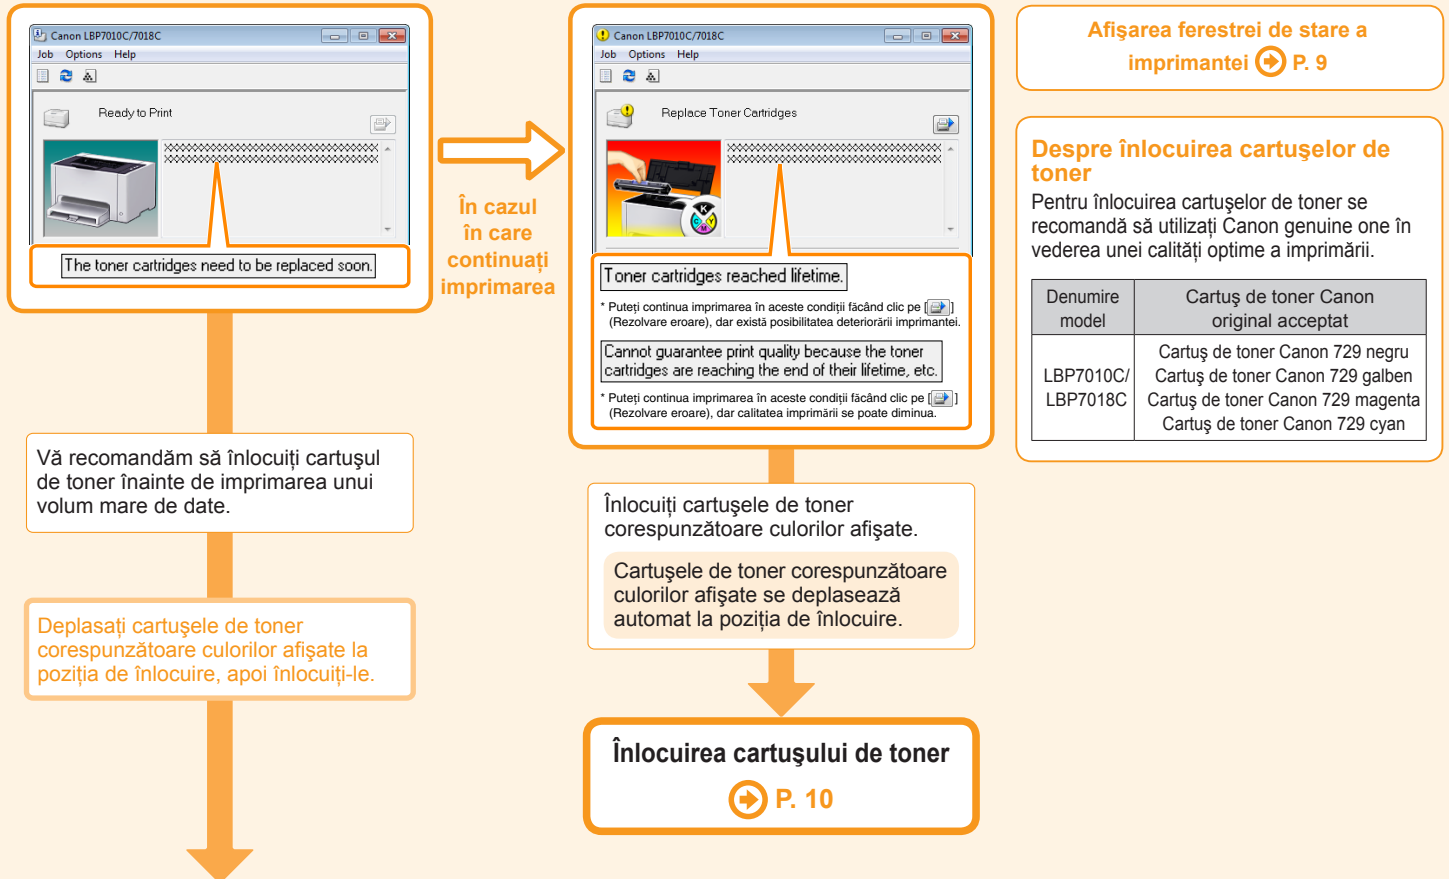 Canon LBP7010C/7018C
Job Options Help
Ready to Print
xxxxxxxxxxxxxxxxxxxxxxxxxxxxxxxxxxxx
xxxxxxxxxxxxxxxxxxxxxxxxxxxxxxxxxxxx
The toner cartridges need to be replaced soon.
În cazul
în care
continuați
imprimarea
Canon LBP7010C/7018C
Job Options Help
Replace Toner Cartridges
xxxxxxxxxxxxxxxxxxxxxxxxxxxxxxxxxxxx
xxxxxxxxxxxxxxxxxxxxxxxxxxxxxxxxxxxx
K
C Y
M
Toner cartridges reached lifetime.
* Puteți continua imprimarea în aceste condiții făcând clic pe [ ]
(Rezolvare eroare), dar există posibilitatea deteriorării imprimantei.
Cannot guarantee print quality because the toner
cartridges are reaching the end of their lifetime, etc.
* Puteți continua imprimarea în aceste condiții făcând clic pe [ ]
(Rezolvare eroare), dar calitatea imprimării se poate diminua.
Afişarea ferestrei de stare a
imprimantei P. 9
Despre înlocuirea cartuşelor de
toner
Pentru înlocuirea cartuşelor de toner se
recomandă să utilizați Canon genuine one în
vederea unei calități optime a imprimării.
Denumire
model
Cartuş de toner Canon
original acceptat
LBP7010C/
LBP7018C
Cartuş de toner Canon 729 negru
Cartuş de toner Canon 729 galben
Cartuş de toner Canon 729 magenta
Cartuş de toner Canon 729 cyan
Vă recomandăm să înlocuiți cartuşul
de toner înainte de imprimarea unui
volum mare de date.
Deplasați cartuşele de toner
corespunzătoare culorilor afişate la
poziția de înlocuire, apoi înlocuiți-le.
Înlocuiți cartuşele de toner
corespunzătoare culorilor afişate.
Cartuşele de toner corespunzătoare
culorilor afişate se deplasează
automat la poziția de înlocuire.
Înlocuirea cartuşului de toner
P. 10